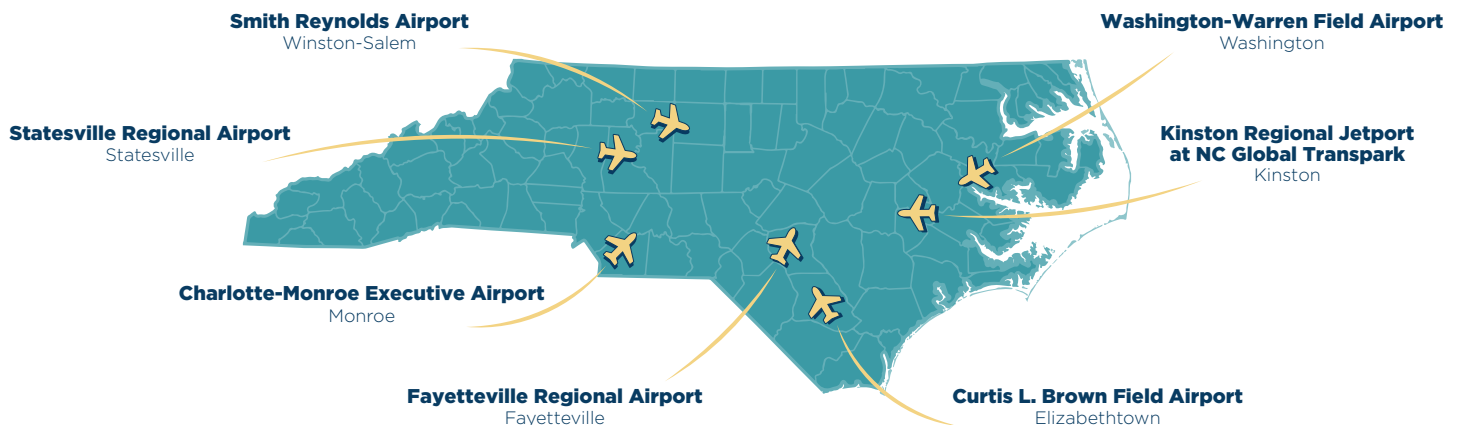 Smith Reynolds Airport
Winston-Salem
Washington-Warren Field Airport
Washington
Statesville Regional Airport
Statesville
Kinston Regional Jetport
at NC Global Transpark
Kinston
Charlotte-Monroe Executive Airport
Monroe
Fayetteville Regional Airport
Fayetteville
Curtis L. Brown Field Airport
Elizabethtown